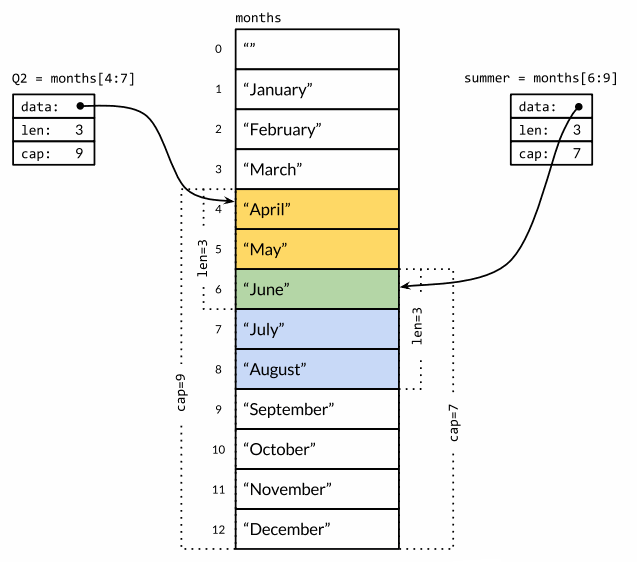 months
Q2 = months[4:7]
data:
len: 3
cap: 9
summer = months[6:9]
data:
len: 3
cap: 7
0 “”
1 “January”
2 “February”
3 “March”
4 “April”
5 “May”
6 “June”
7 “July”
8 “August”
9 “September”
10 “October”
11 “November”
12 “December”
len=3
cap=9
len=3
cap=7